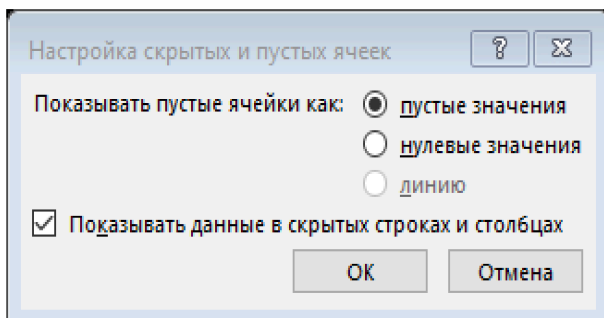 Настройка скрытых и пустых ячеек
Показывать пустые ячейки как: пустые значения
нулевые значения
линию
Показывать данные в скрытых строках и столбцах
ОК Отмена